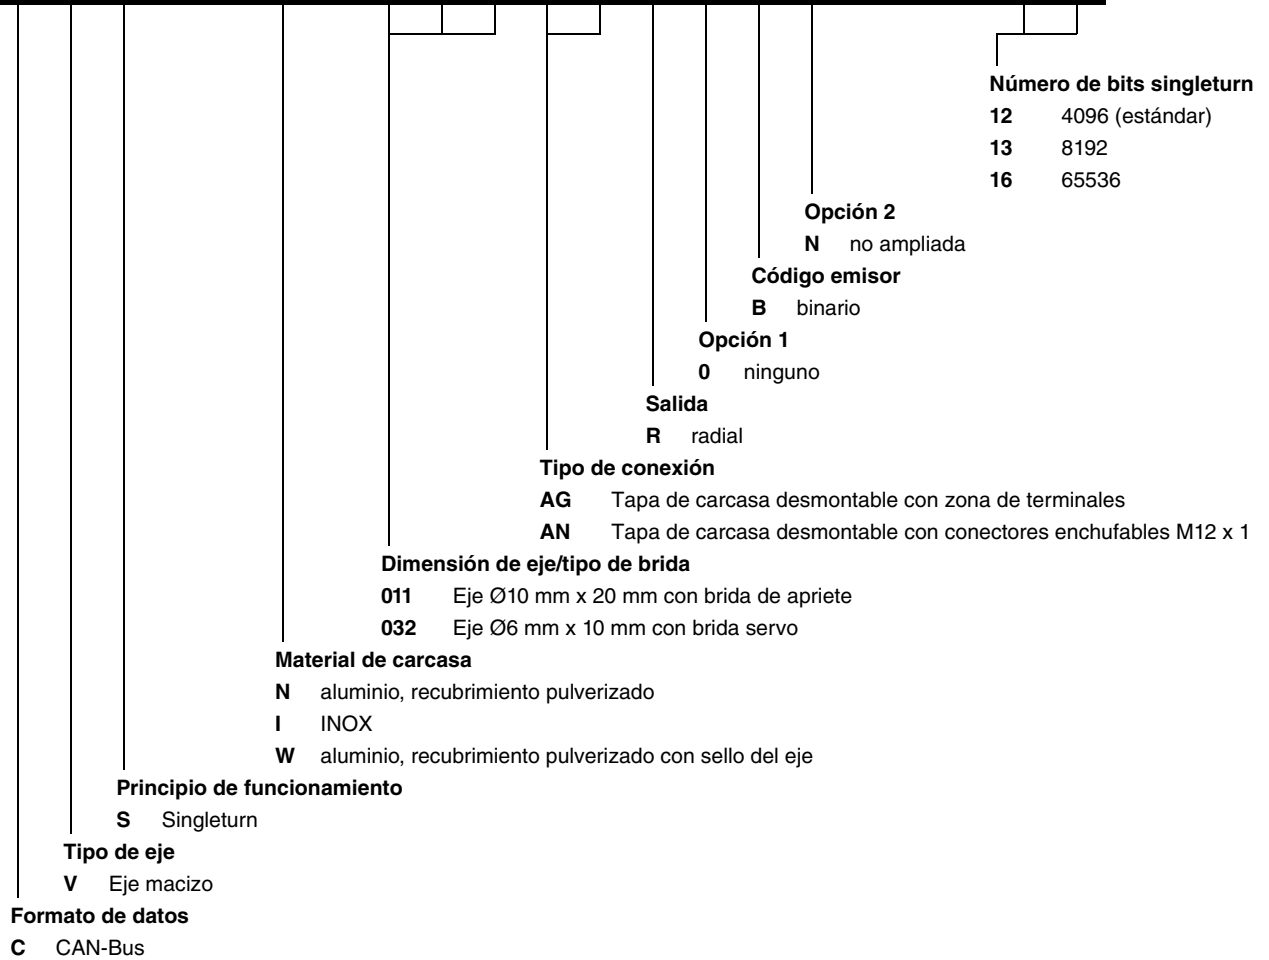 Número de bits singleturn
12 4096 (estándar)
13 8192
16 65536
Opción 2
N no ampliada
Código emisor
B binario
Opción 1
0 ninguno
Salida
R radial
Tipo de conexión
AG Tapa de carcasa desmontable con zona de terminales
AN Tapa de carcasa desmontable con conectores enchufables M12 x 1
Dimensión de eje/tipo de brida
011 Eje Ø10 mm x 20 mm con brida de apriete
032 Eje Ø6 mm x 10 mm con brida servo
Material de carcasa
N aluminio, recubrimiento pulverizado
I INOX
W aluminio, recubrimiento pulverizado con sello del eje
Principio de funcionamiento
S Singleturn
Tipo de eje
V Eje macizo
Formato de datos
C CAN-Bus